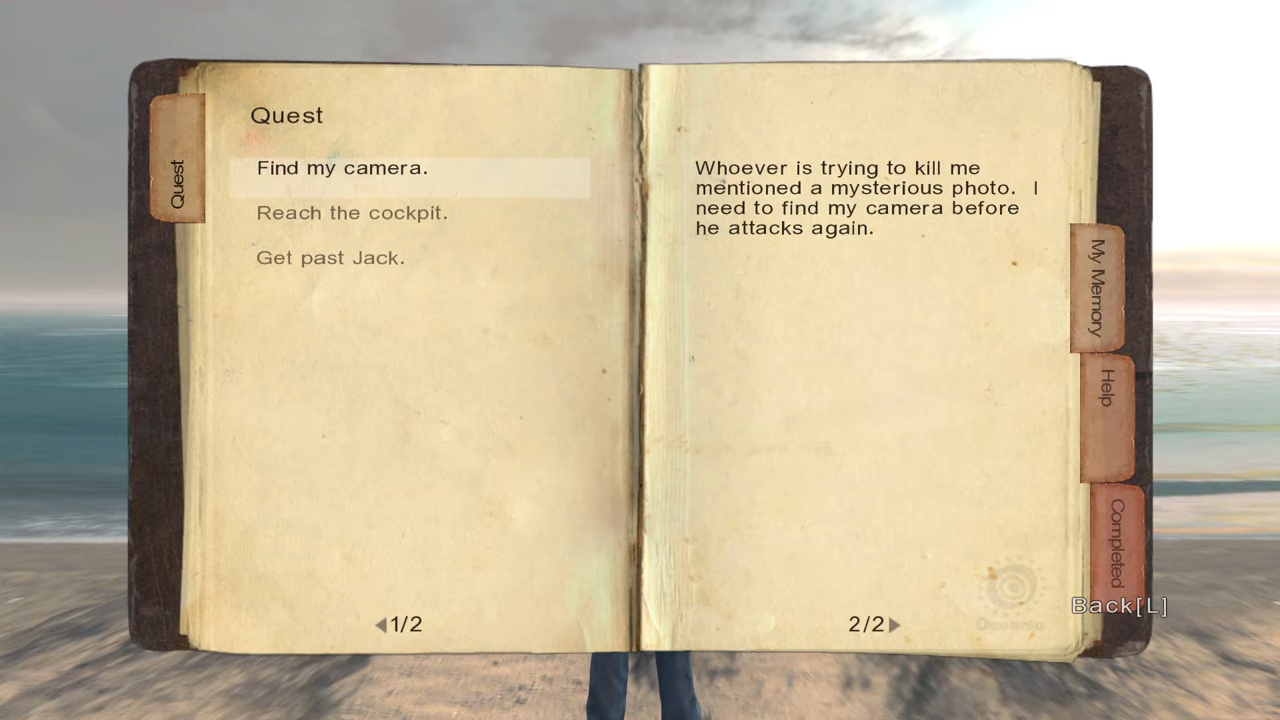 Quest
Quest
Find my camera.
Reach the cockpit.
Get past Jack.
1/2
Whoever is trying to kill me
mentioned a mysterious photo. I
need to find my camera before
he attacks again.
2/2
My Memory
Help
Completed
Back[L]
Oceanic